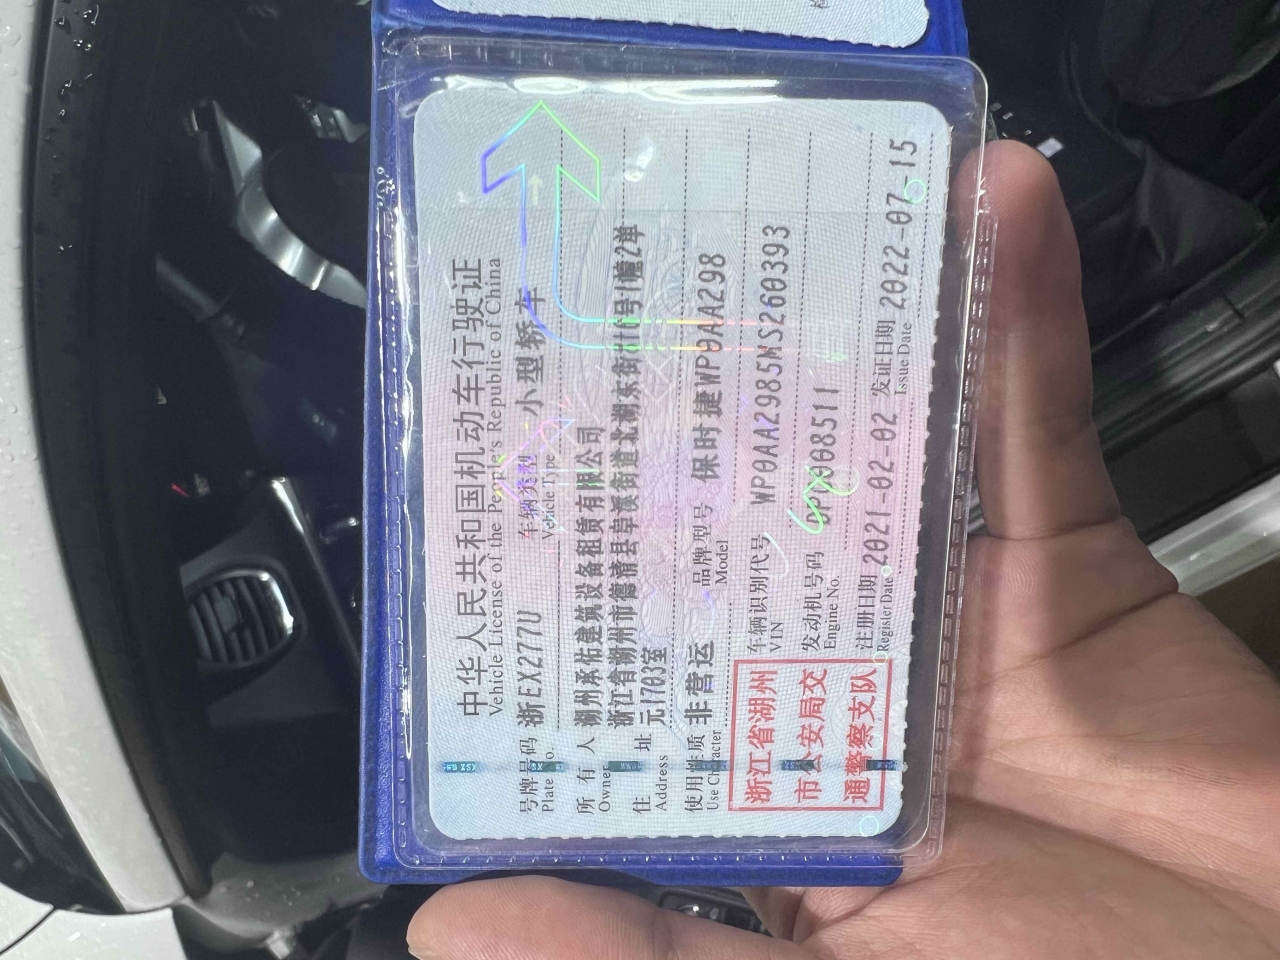 中华人民共和国机动车行驶证
Vehicle License of the People's Republic of China
号牌号码 浙EX277U 车辆类型 小型轿车
Plate No. Vehicle Type
所有人 湖州承佑建筑设备租赁有限公司
Owner
住址 浙江省湖州市德清县阜溪街道北湖东街816号1幢2单
Address 元1703室
使用性质 非营运 品牌型号 保时捷WP0AA298
Use Character Model
浙江省湖州
市公安局交
通警察支队
车辆识别代号 WP0AA2985MS260393
VIN
发动机号码 008511
Engine No.
注册日期 2021-02-02 发证日期 2022-07-15
Register Date Issue Date